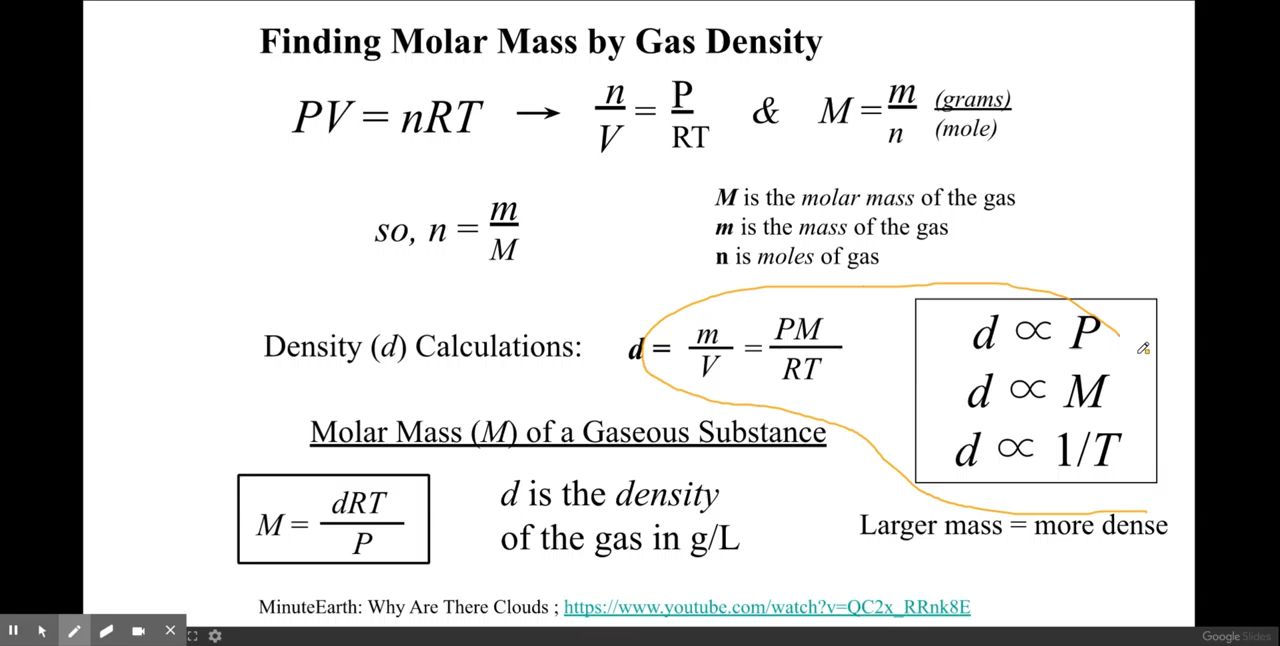 Finding Molar Mass by Gas Density
PV = nRT → n/V = P/RT & M = m/n (grams)/(mole)
so, n = m/M
M is the molar mass of the gas
m is the mass of the gas
n is moles of gas
Density (d) Calculations: d = m/V = PM/RT
d ∝ P
d ∝ M
d ∝ 1/T
Molar Mass (M) of a Gaseous Substance
M = dRT/P
d is the density
of the gas in g/L
Larger mass = more dense
MinuteEarth: Why Are There Clouds ; https://www.youtube.com/watch?v=QC2x_RRnk8E
Google Slides